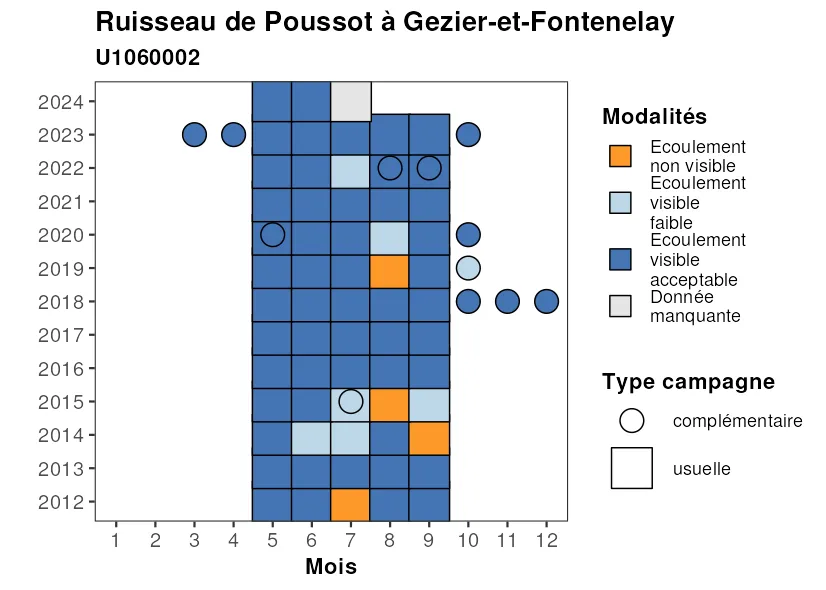 Ruisseau de Poussot à Gezier-et-Fontenelay
U1060002
2024
2023
2022
2021
2020
2019
2018
2017
2016
2015
2014
2013
2012
1 2 3 4 5 6 7 8 9 10 11 12
Mois
Modalités
Ecoulement
non visible
Ecoulement
visible
faible
Ecoulement
visible
acceptable
Donnée
manquante
Type campagne
complémentaire
usuelle